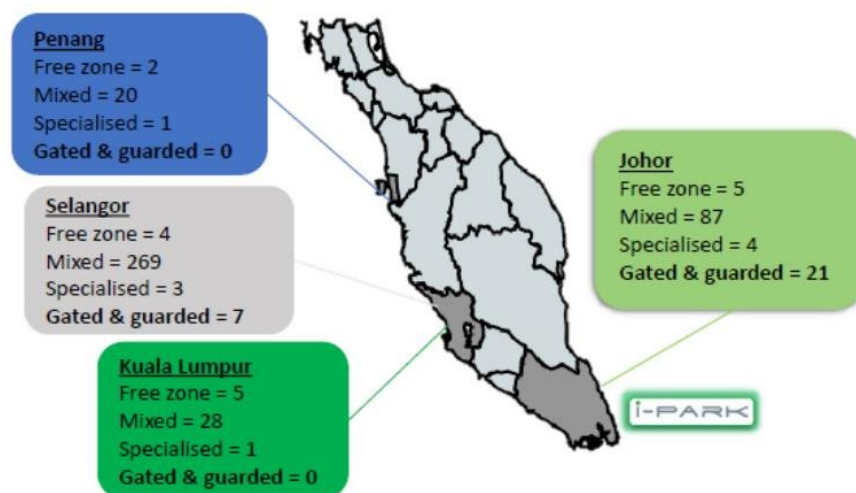 Penang
Free zone = 2
Mixed = 20
Specialised = 1
Gated & guarded = 0
Selangor
Free zone = 4
Mixed = 269
Specialised = 3
Gated & guarded = 7
Kuala Lumpur
Free zone = 5
Mixed = 28
Specialised = 1
Gated & guarded = 0
Johor
Free zone = 5
Mixed = 87
Specialised = 4
Gated & guarded = 21
i-PARK